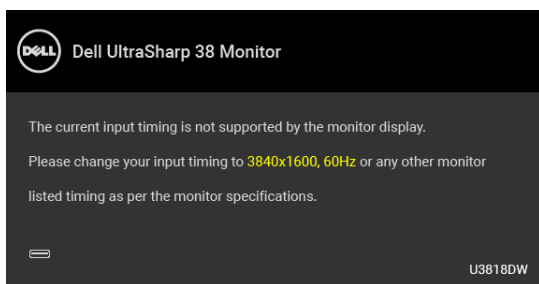 DELL
Dell UltraSharp 38 Monitor
The current input timing is not supported by the monitor display.
Please change your input timing to 3840x1600, 60Hz or any other monitor
listed timing as per the monitor specifications.
U3818DW